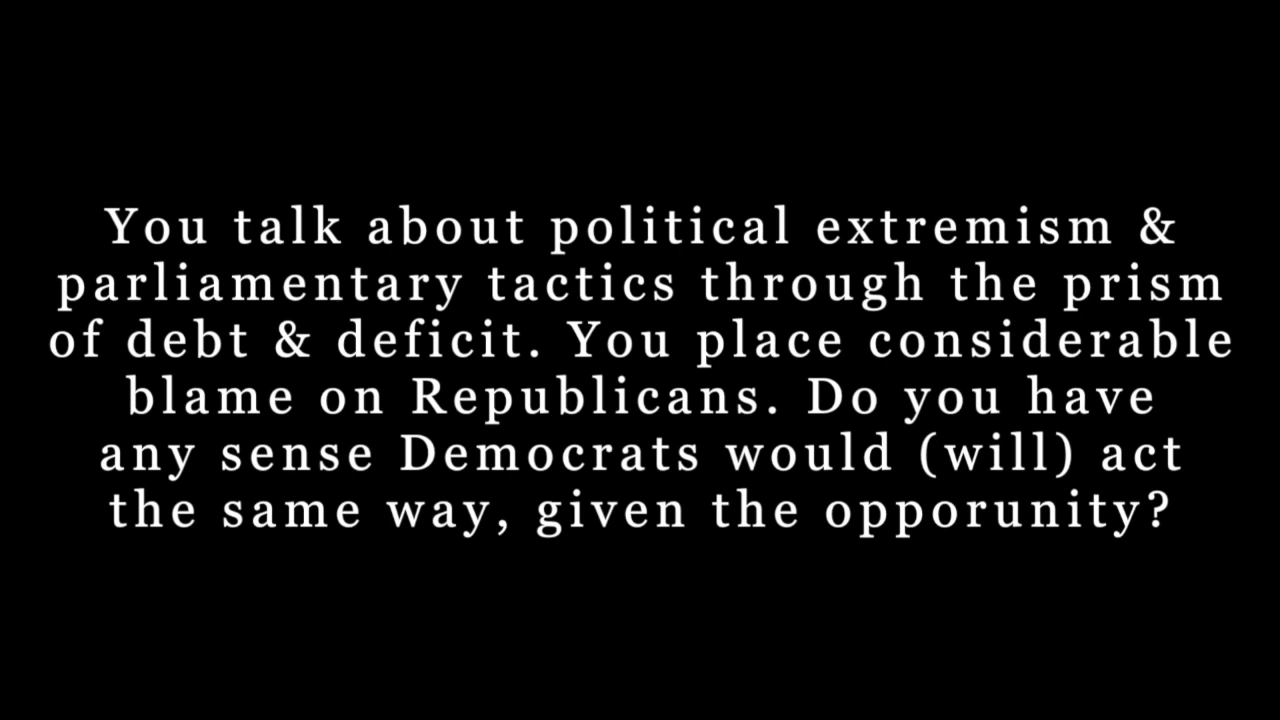 You talk about political extremism &
parliamentary tactics through the prism
of debt & deficit. You place considerable
blame on Republicans. Do you have
any sense Democrats would (will) act
the same way, given the opporunity?